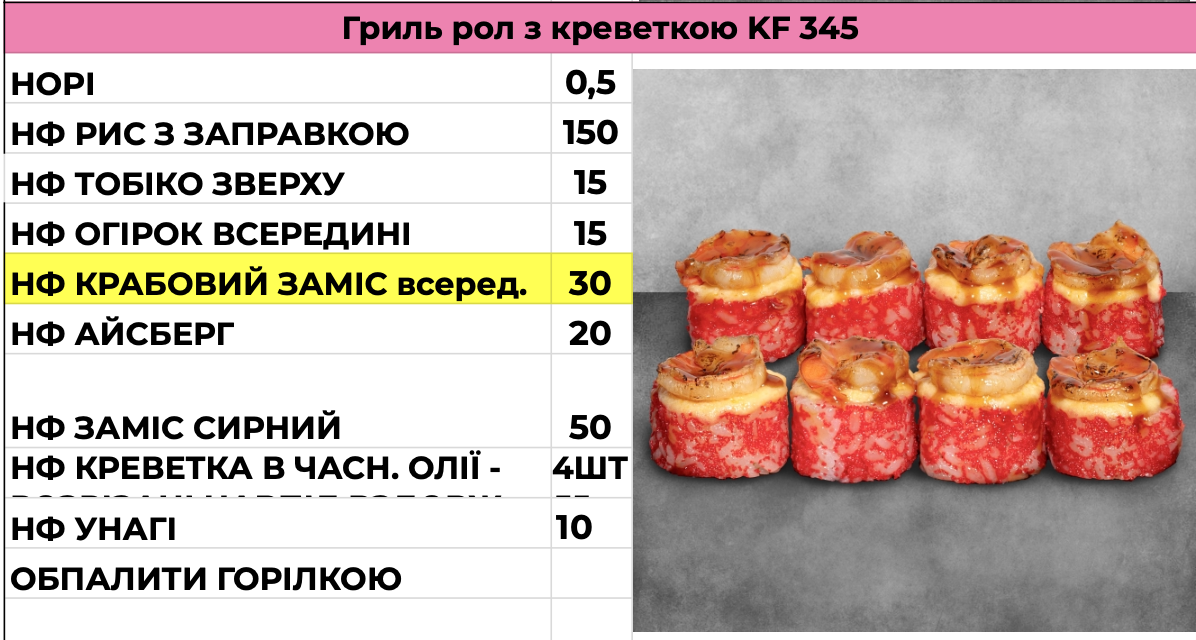 Гриль рол з креветкою KF 345
НОРІ 0,5
НФ РИС З ЗАПРАВКОЮ 150
НФ ТОБІКО ЗВЕРХУ 15
НФ ОГІРОК ВСЕРЕДИНІ 15
НФ КРАБОВИЙ ЗАМІС всеред. 30
НФ АЙСБЕРГ 20
НФ ЗАМІС СИРНИЙ 50
НФ КРЕВЕТКА В ЧАСН. ОЛІЇ - 4ШТ
НФ УНАГІ 10
ОБПАЛИТИ ГОРІЛКОЮ